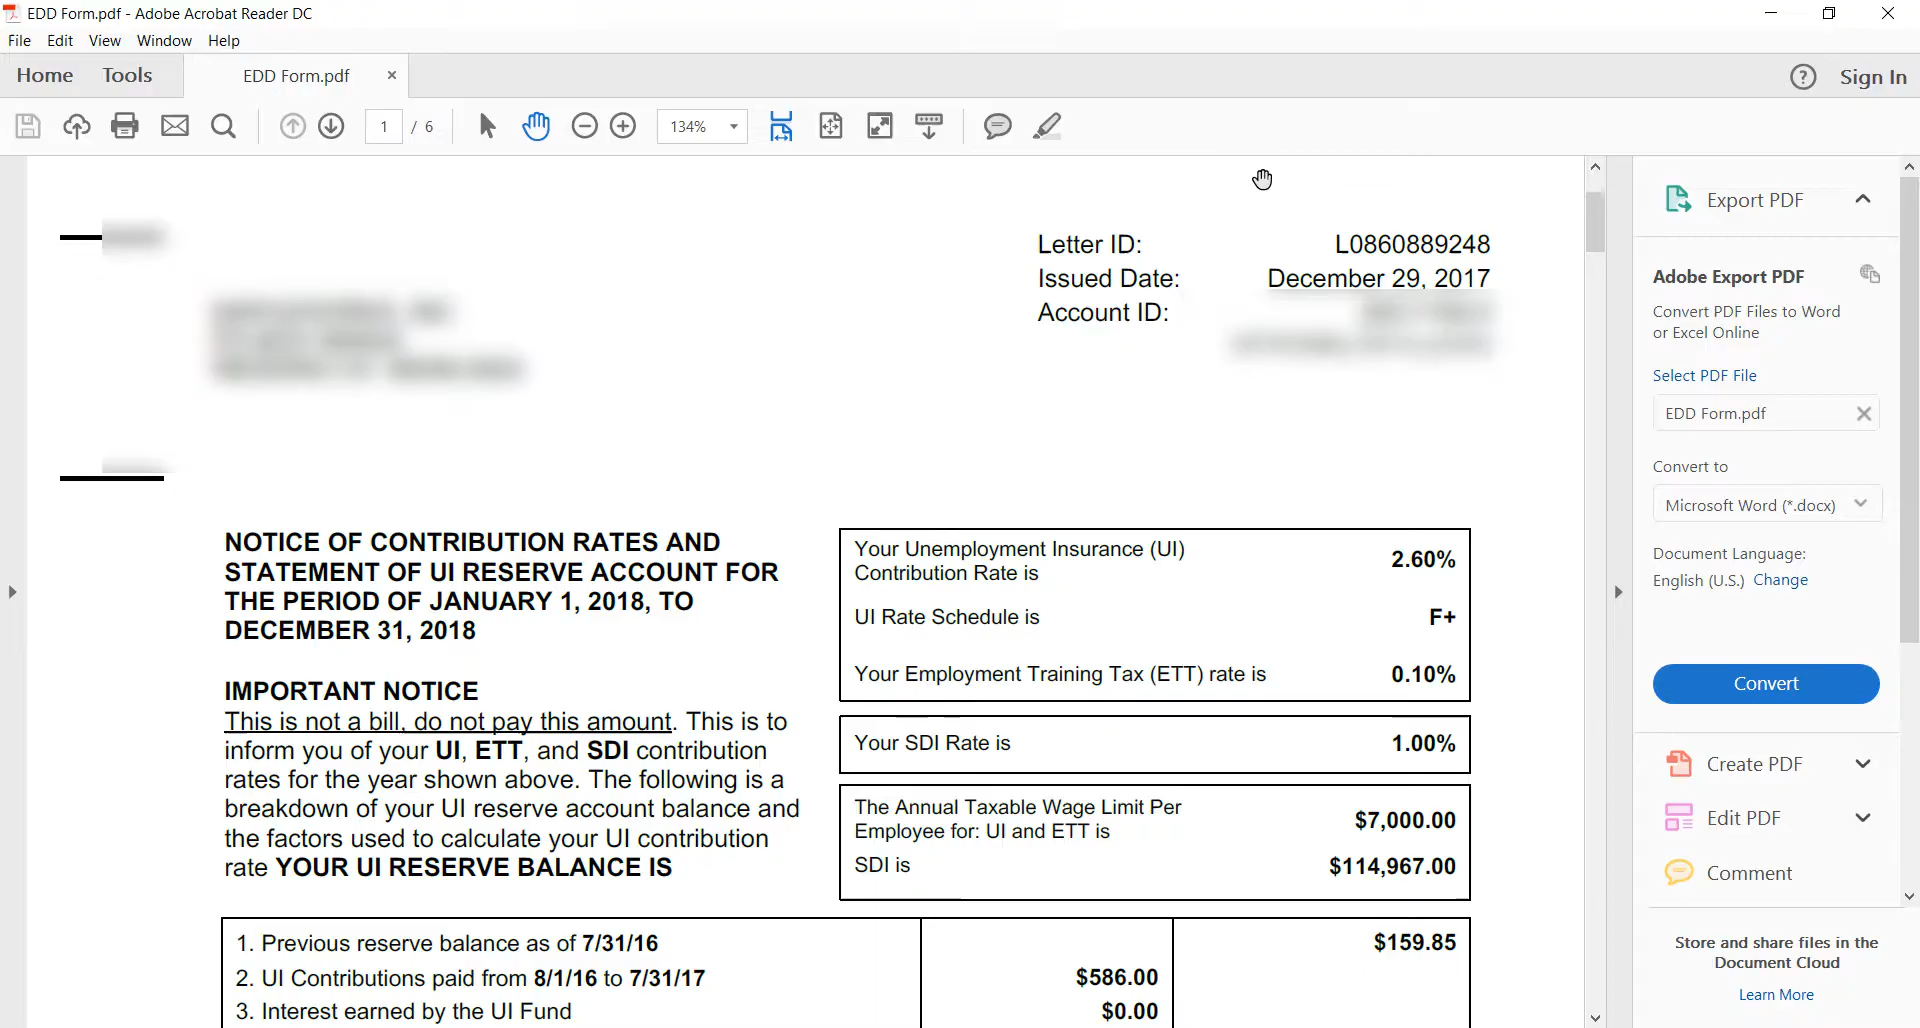 EDD Form.pdf - Adobe Acrobat Reader DC
File Edit View Window Help
Home Tools EDD Form.pdf × ? Sign In
1 / 6 134%
Letter ID: L0860889248
Issued Date: December 29, 2017
Account ID:
NOTICE OF CONTRIBUTION RATES AND
STATEMENT OF UI RESERVE ACCOUNT FOR
THE PERIOD OF JANUARY 1, 2018, TO
DECEMBER 31, 2018
IMPORTANT NOTICE
This is not a bill, do not pay this amount. This is to
inform you of your UI, ETT, and SDI contribution
rates for the year shown above. The following is a
breakdown of your UI reserve account balance and
the factors used to calculate your UI contribution
rate YOUR UI RESERVE BALANCE IS
Your Unemployment Insurance (UI)
Contribution Rate is 2.60%
UI Rate Schedule is F+
Your Employment Training Tax (ETT) rate is 0.10%
Your SDI Rate is 1.00%
The Annual Taxable Wage Limit Per
Employee for: UI and ETT is $7,000.00
SDI is $114,967.00
1. Previous reserve balance as of 7/31/16 $159.85
2. UI Contributions paid from 8/1/16 to 7/31/17 $586.00
3. Interest earned by the UI Fund $0.00
Export PDF
Adobe Export PDF
Convert PDF Files to Word
or Excel Online
Select PDF File
EDD Form.pdf
Convert to
Microsoft Word (*.docx)
Document Language:
English (U.S.) Change
Convert
Create PDF
Edit PDF
Comment
Store and share files in the
Document Cloud
Learn More